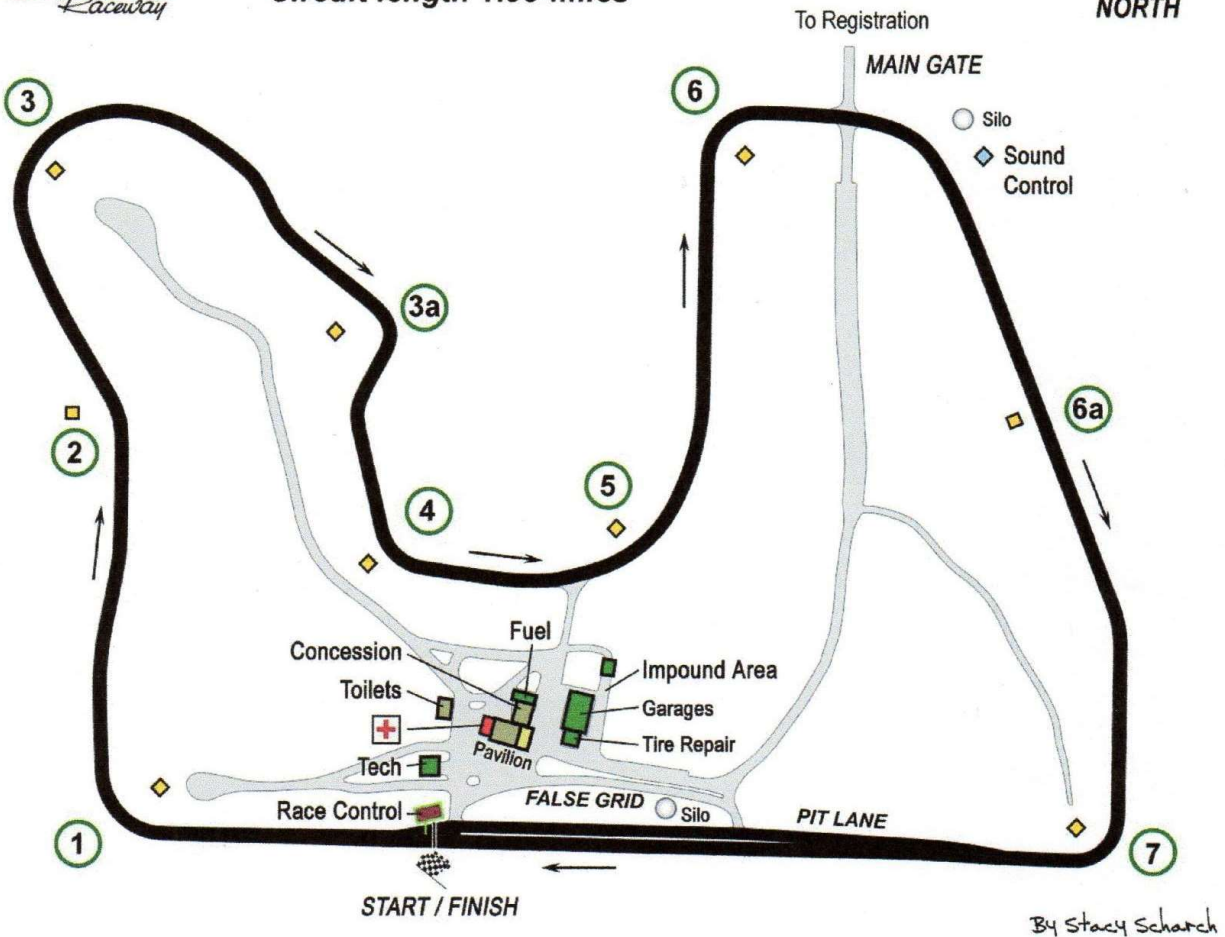 Raceway
NORTH
To Registration
MAIN GATE
3
6
Silo
Sound
Control
3a
6a
2
5
4
Fuel
Concession
Impound Area
Toilets
Garages
Tire Repair
Pavilion
Tech
FALSE GRID
Race Control
Silo
PIT LANE
1
7
START / FINISH
By Stacy Scharch